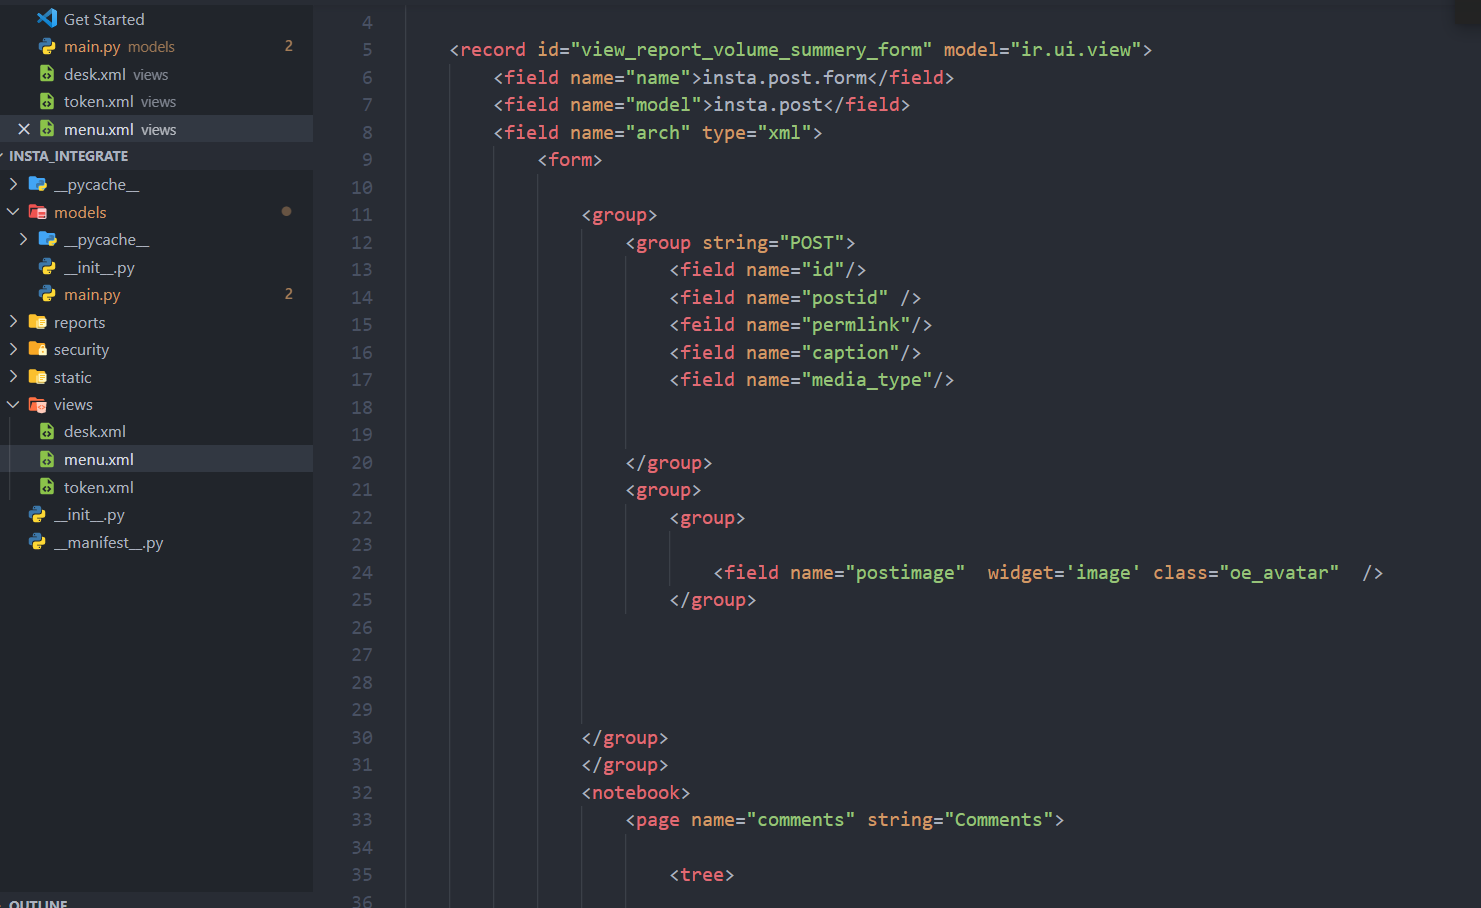 Get Started
main.py models 2
desk.xml views
token.xml views
menu.xml views
INSTA_INTEGRATE
__pycache__
models
__pycache__
__init__.py
main.py 2
reports
security
static
views
desk.xml
menu.xml
token.xml
__init__.py
__manifest__.py
OUTLINE
4
5 <record id="view_report_volume_summery_form" model="ir.ui.view">
6 <field name="name">insta.post.form</field>
7 <field name="model">insta.post</field>
8 <field name="arch" type="xml">
9 <form>
10
11 <group>
12 <group string="POST">
13 <field name="id"/>
14 <field name="postid" />
15 <feild name="permlink"/>
16 <field name="caption"/>
17 <field name="media_type"/>
18
19
20 </group>
21 <group>
22 <group>
23
24 <field name="postimage"  widget='image' class="oe_avatar"  />
25 </group>
26
27
28
29
30 </group>
31 </group>
32 <notebook>
33 <page name="comments" string="Comments">
34
35 <tree>
36